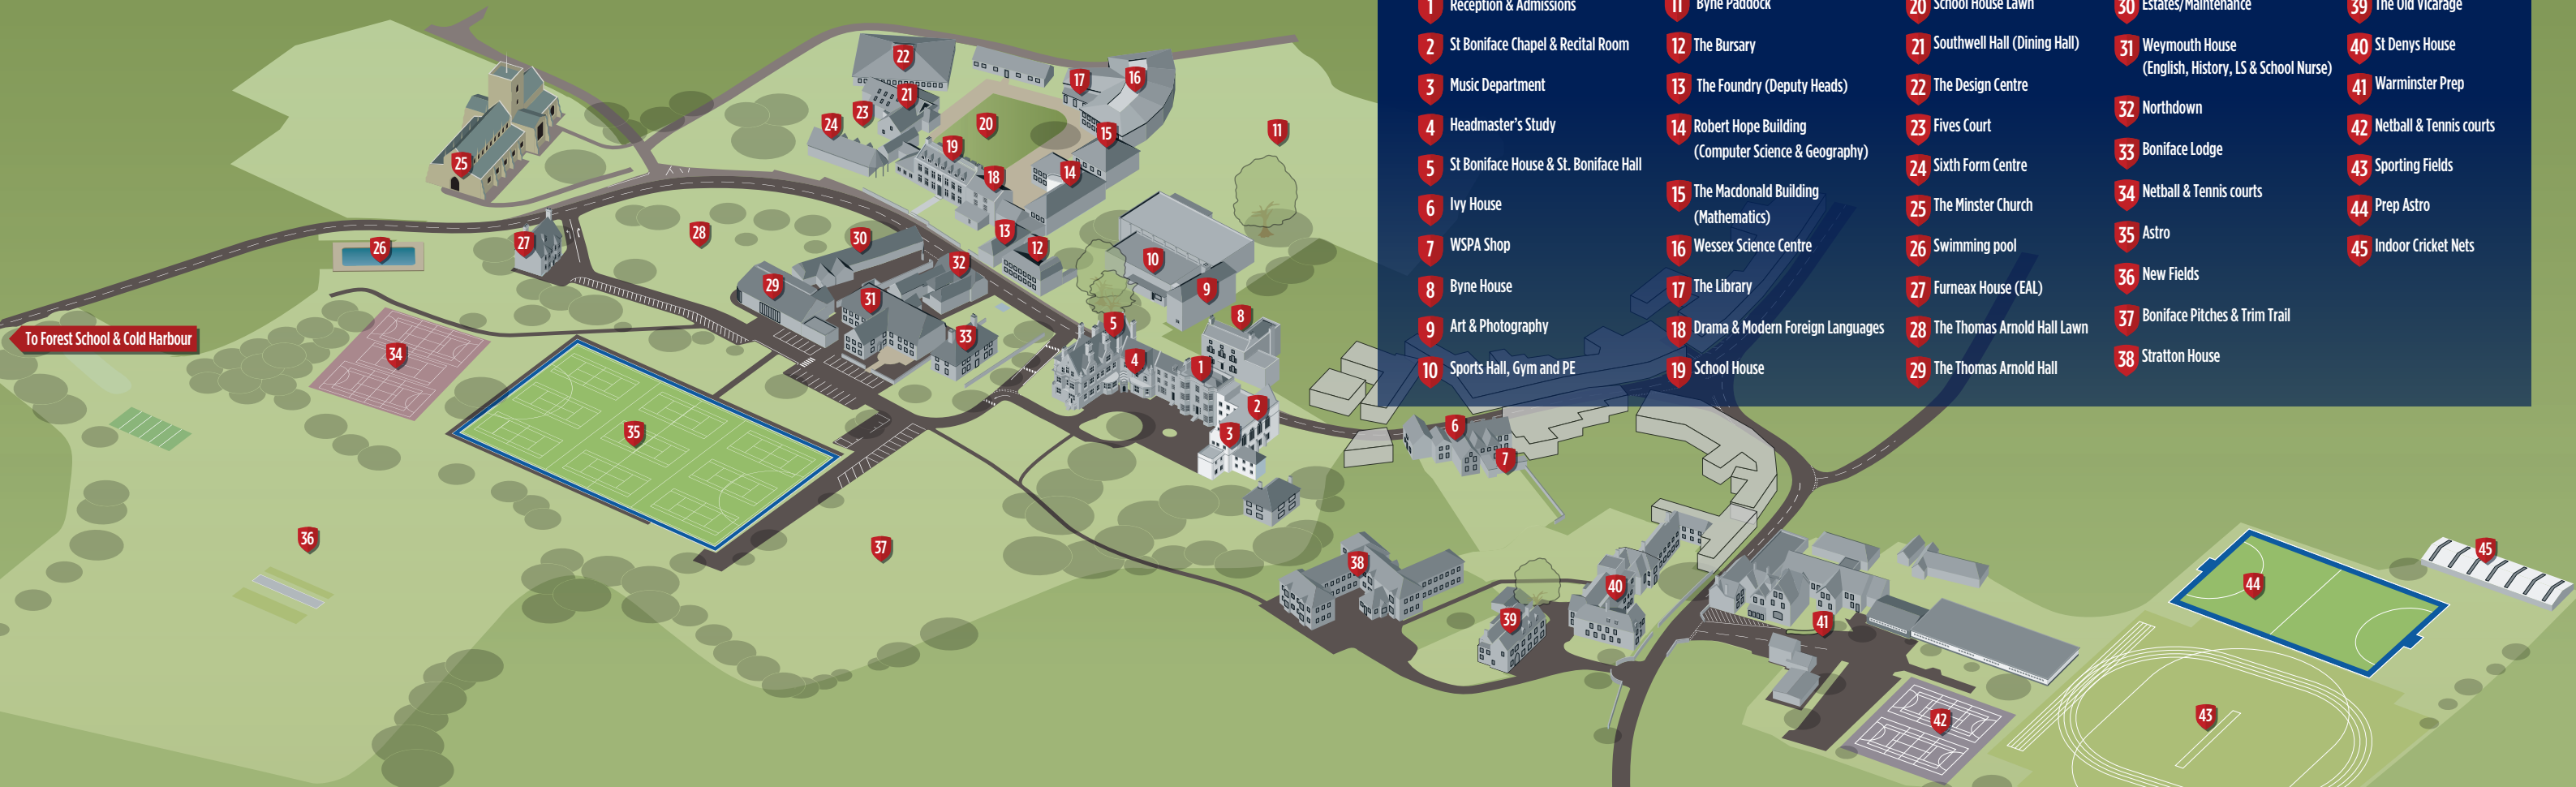 1 Reception & Admissions
2 St Boniface Chapel & Recital Room
3 Music Department
4 Headmaster's Study
5 St Boniface House & St. Boniface Hall
6 Ivy House
7 WSPA Shop
8 Byne House
9 Art & Photography
10 Sports Hall, Gym and PE
11 Byne Paddock
12 The Bursary
13 The Foundry (Deputy Heads)
14 Robert Hope Building
(Computer Science & Geography)
15 The Macdonald Building
(Mathematics)
16 Wessex Science Centre
17 The Library
18 Drama & Modern Foreign Languages
19 School House
20 School House Lawn
21 Southwell Hall (Dining Hall)
22 The Design Centre
23 Fives Court
24 Sixth Form Centre
25 The Minster Church
26 Swimming pool
27 Furneax House (EAL)
28 The Thomas Arnold Hall Lawn
29 The Thomas Arnold Hall
30 Estates/Maintenance
31 Weymouth House
(English, History, LS & School Nurse)
32 Northdown
33 Boniface Lodge
34 Netball & Tennis courts
35 Astro
36 New Fields
37 Boniface Pitches & Trim Trail
38 Stratton House
39 The Old Vicarage
40 St Denys House
41 Warminster Prep
42 Netball & Tennis courts
43 Sporting Fields
44 Prep Astro
45 Indoor Cricket Nets
22
17
16
21
23
24
20
11
15
19
25
14
18
28
13
30
27
12
26
10
32
29
9
31
8
5
33
To Forest School & Cold Harbour
34
4
1
2
6
35
3
7
36
37
45
38
44
40
39
41
43
42